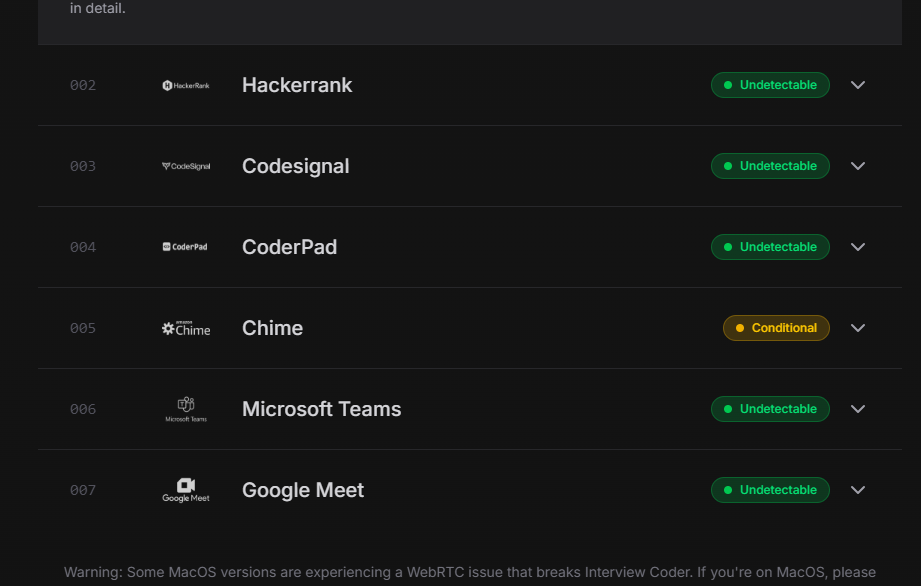 in detail.
002 HackerRank Hackerrank Undetectable
003 CodeSignal Codesignal Undetectable
004 CoderPad CoderPad Undetectable
005 amazon Chime Chime Conditional
006 Microsoft Teams Microsoft Teams Undetectable
007 Google Meet Google Meet Undetectable
Warning: Some MacOS versions are experiencing a WebRTC issue that breaks Interview Coder. If you're on MacOS, please